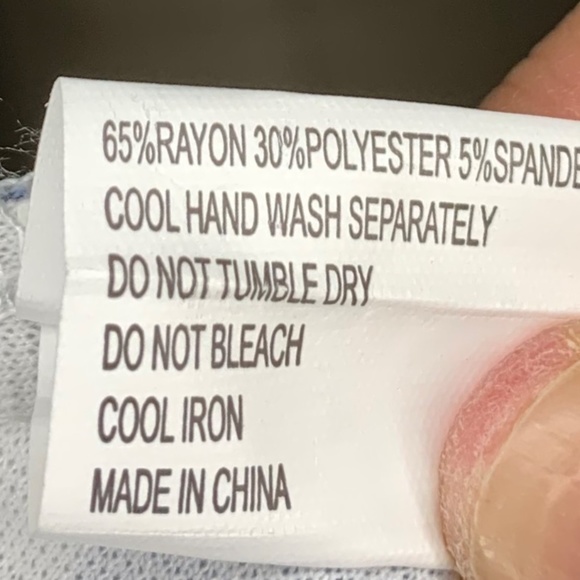 65%RAYON 30%POLYESTER 5%SPANDE
COOL HAND WASH SEPARATELY
DO NOT TUMBLE DRY
DO NOT BLEACH
COOL IRON
MADE IN CHINA